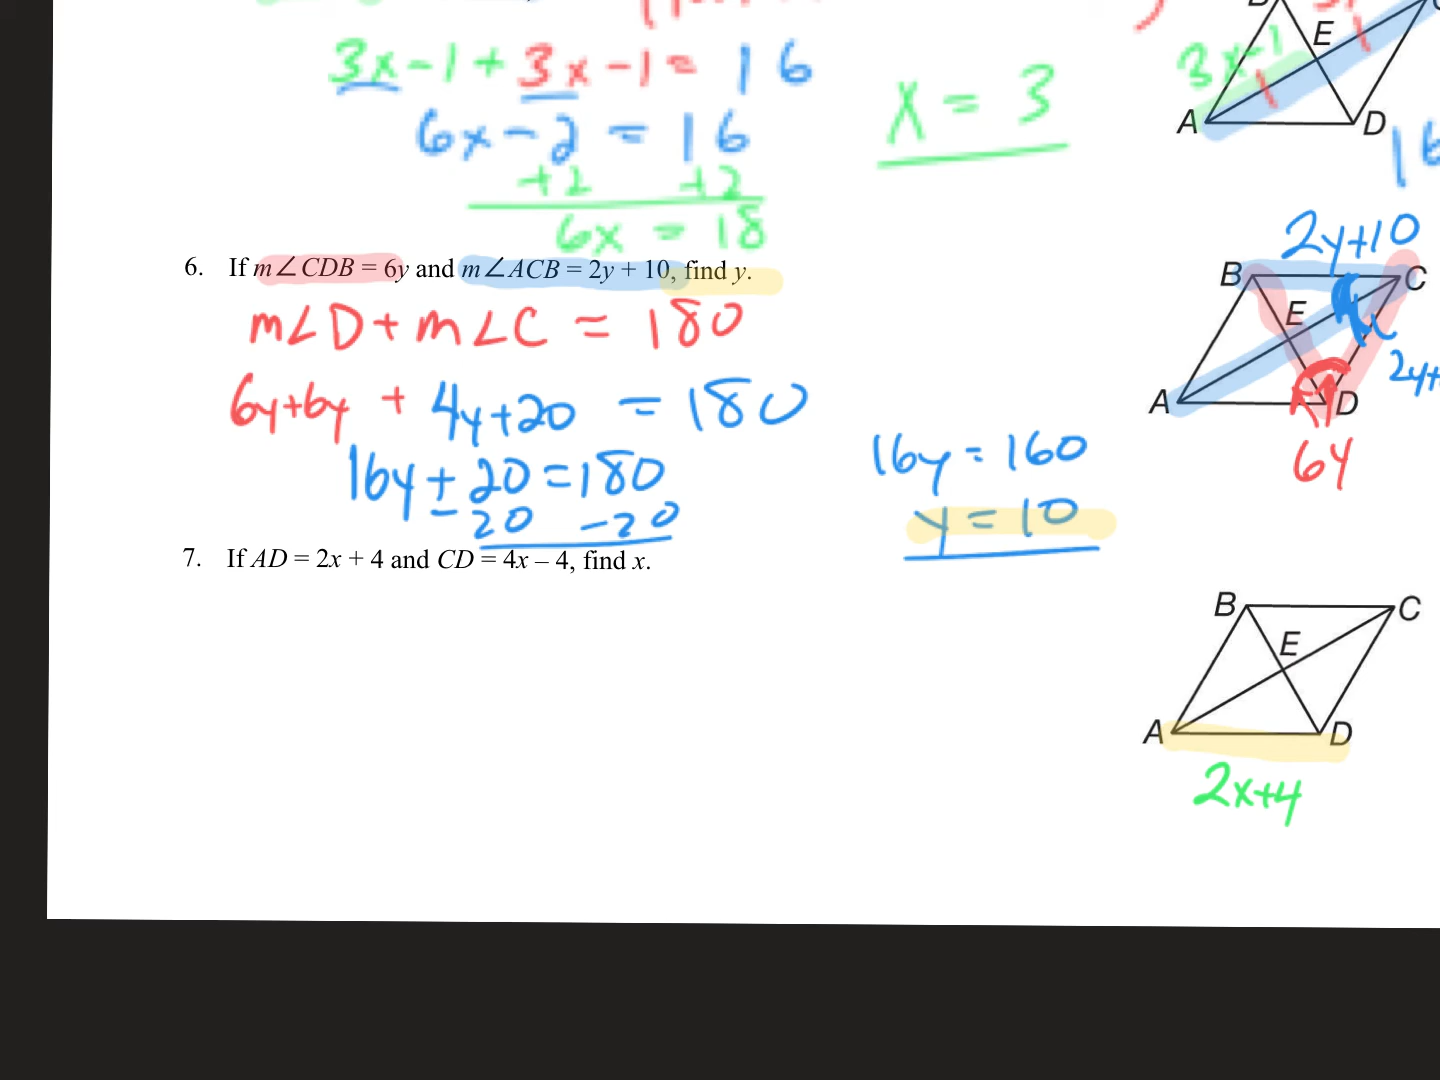 3x-1+3x-1=16
6x-2=16
+2 +2
6x=18
x=3
E
3x-1
A
D
6. If m∠CDB = 6y and m∠ACB = 2y + 10, find y.
m∠D+m∠C=180
6y+6y + 4y+20 = 180
16y+20=180
-20 -20
16y=160
y=10
2y+10
B
C
E
A
D
6y
7. If AD = 2x + 4 and CD = 4x – 4, find x.
B
C
E
A
D
2x+4